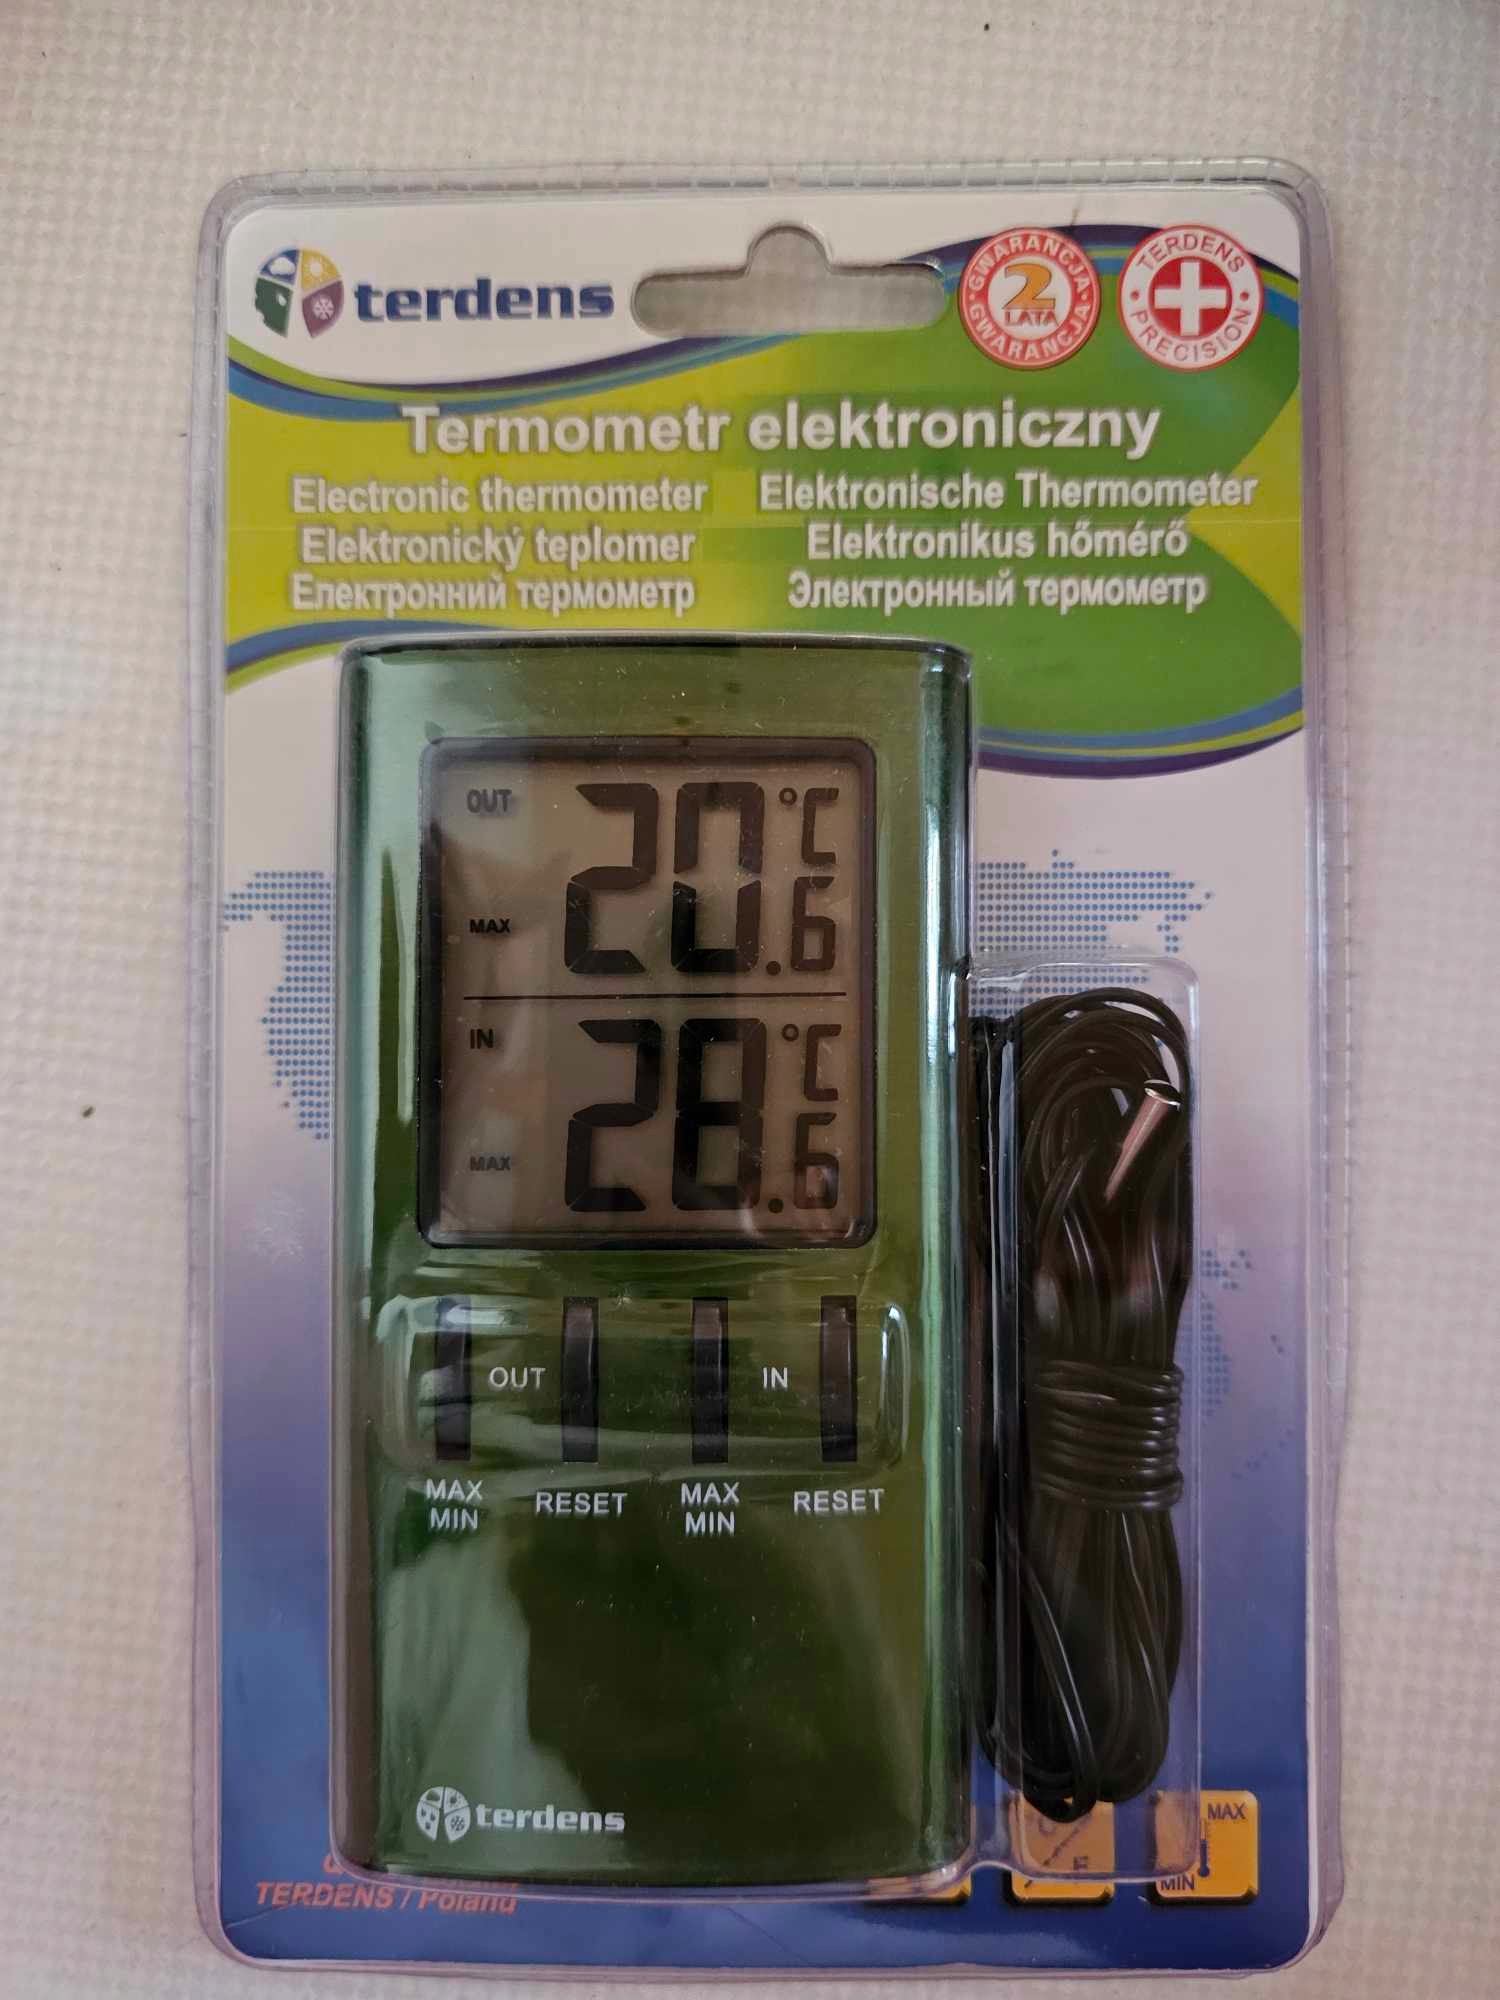 terdens
GWARANCJA
2
LATA
GWARANCJA
TERDENS
PRECISION
Termometr elektroniczny
Electronic thermometer
Elektronische Thermometer
Elektronický teplomer
Elektronikus hőmérő
Електронний термометр
Электронный термометр
OUT
20.6 °C
MAX
IN
28.6 °C
MAX
OUT
IN
MAX
MIN
RESET
MAX
MIN
RESET
terdens
TERDENS / Poland
MAX
MIN